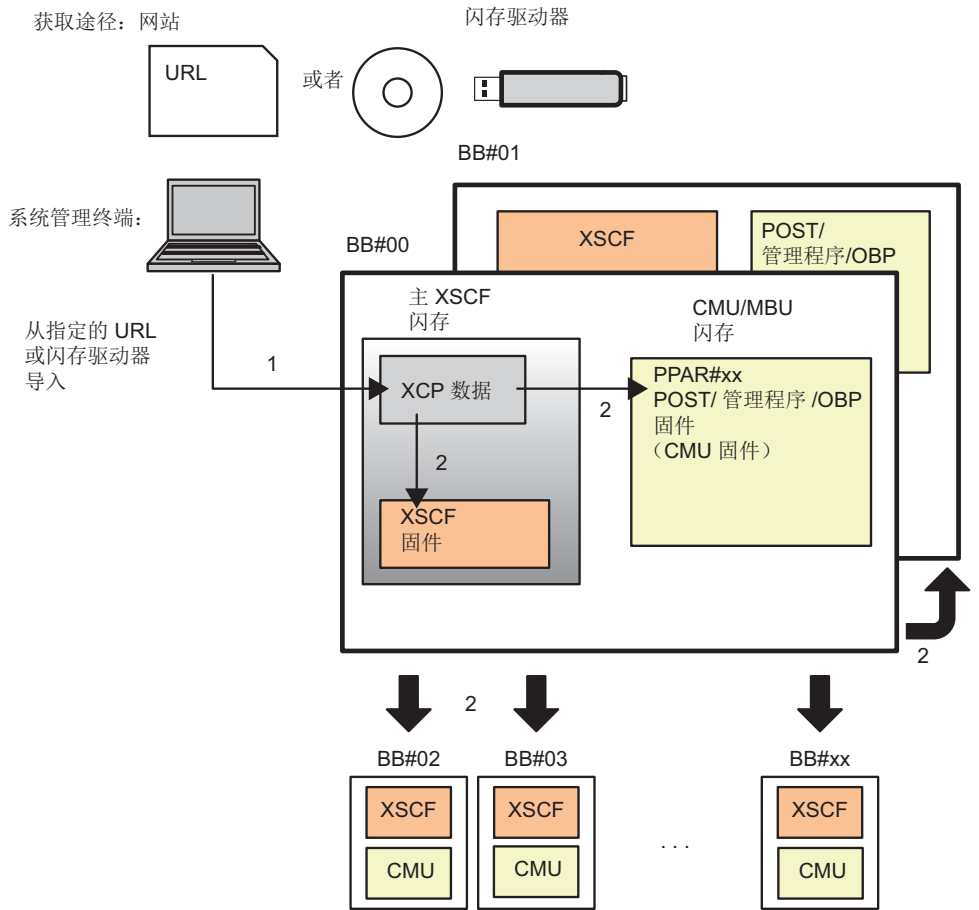 获取途径：网站
闪存驱动器
URL
或者
BB#01
系统管理终端：
BB#00
XSCF
POST/
管理程序/OBP
主 XSCF
闪存
CMU/MBU
闪存
从指定的 URL
或闪存驱动器
导入
1
XCP 数据
2
PPAR#xx
POST/ 管理程序 /OBP
固件
（CMU 固件）
2
XSCF
固件
2
2
BB#02
BB#03
BB#xx
XSCF
XSCF
XSCF
. . .
CMU
CMU
CMU